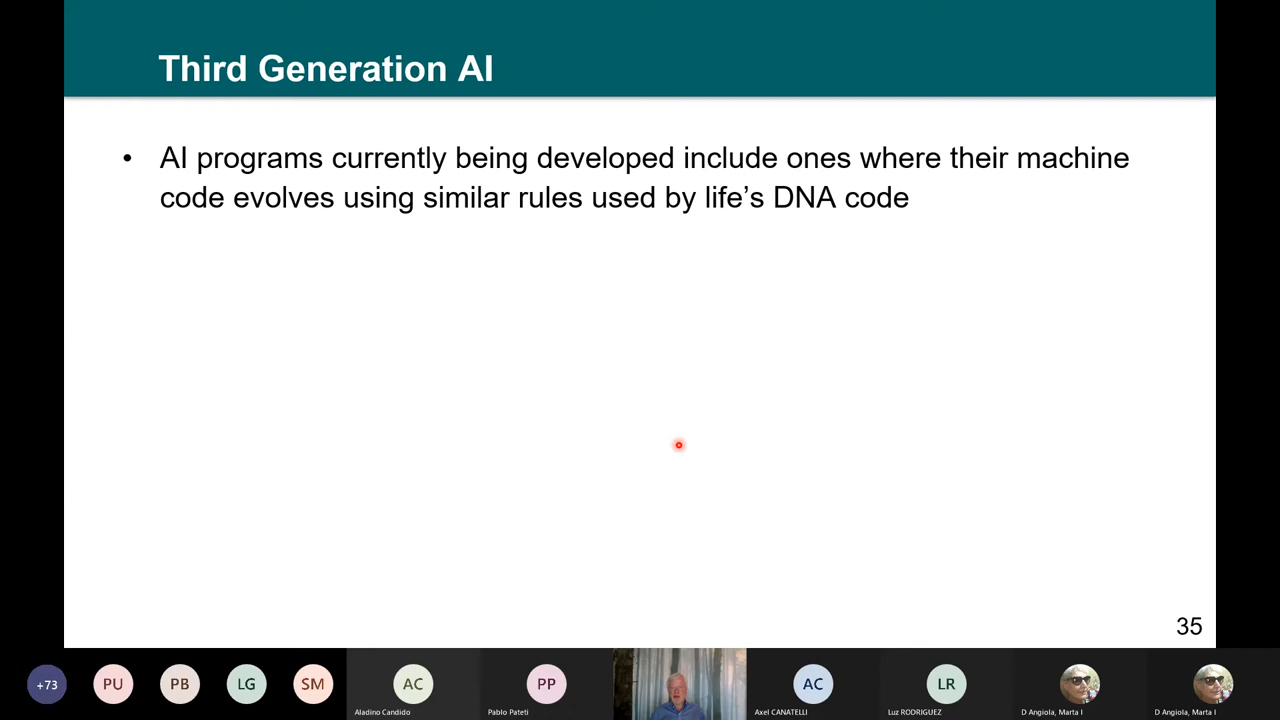 Third Generation AI
• AI programs currently being developed include ones where their machine
code evolves using similar rules used by life's DNA code
35
+73
PU
PB
LG
SM
AC
Aladino Candido
PP
Pablo Pateti
AC
Axel CANATELLI
LR
Luz RODRIGUEZ
D Angiola, Marta I
D Angiola, Marta I